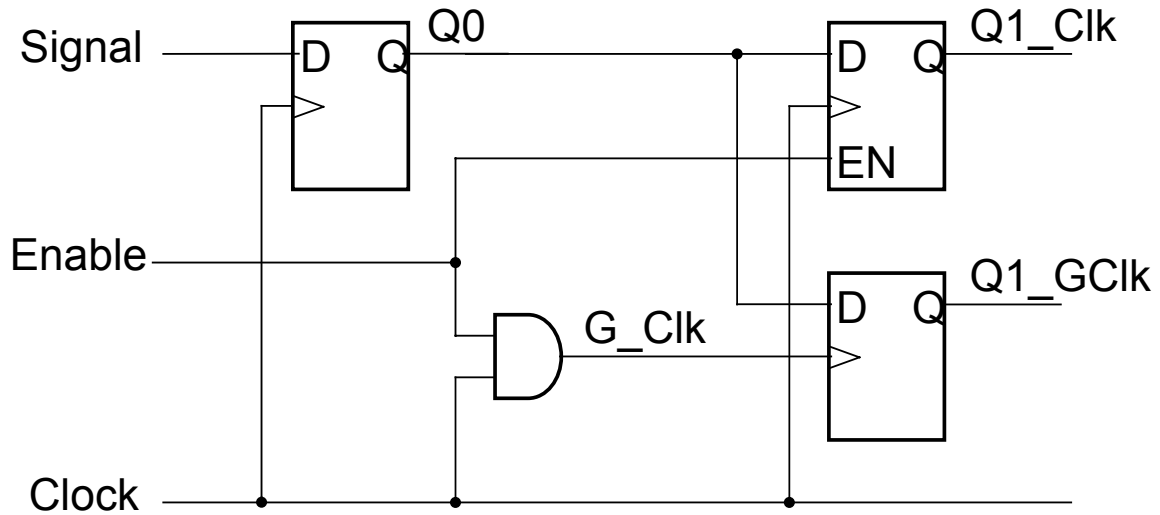 Signal
D Q
Q0
D Q
EN
Q1_Clk
Enable
G_Clk
D Q
Q1_GClk
Clock